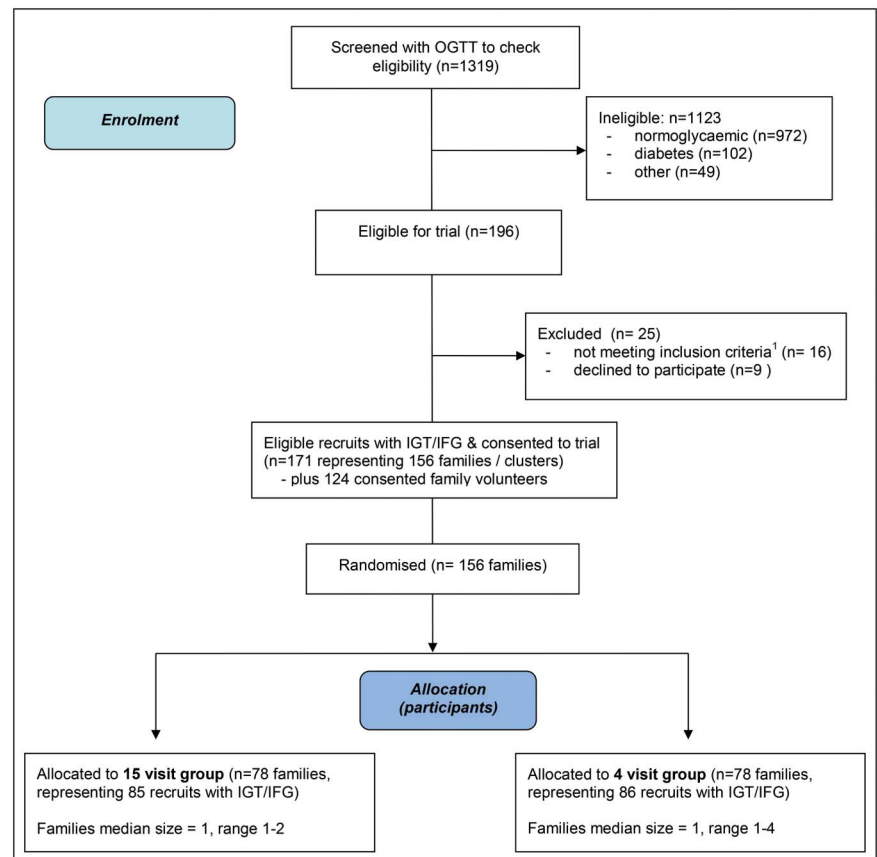 Screened with OGTT to check
eligibility (n=1319)
Enrolment
Ineligible: n=1123
- normoglycaemic (n=972)
- diabetes (n=102)
- other (n=49)
Eligible for trial (n=196)
Excluded (n= 25)
- not meeting inclusion criteria¹ (n= 16)
- declined to participate (n=9 )
Eligible recruits with IGT/IFG & consented to trial
(n=171 representing 156 families / clusters)
- plus 124 consented family volunteers
Randomised (n= 156 families)
Allocation
(participants)
Allocated to 15 visit group (n=78 families,
representing 85 recruits with IGT/IFG)
Families median size = 1, range 1-2
Allocated to 4 visit group (n=78 families,
representing 86 recruits with IGT/IFG)
Families median size = 1, range 1-4